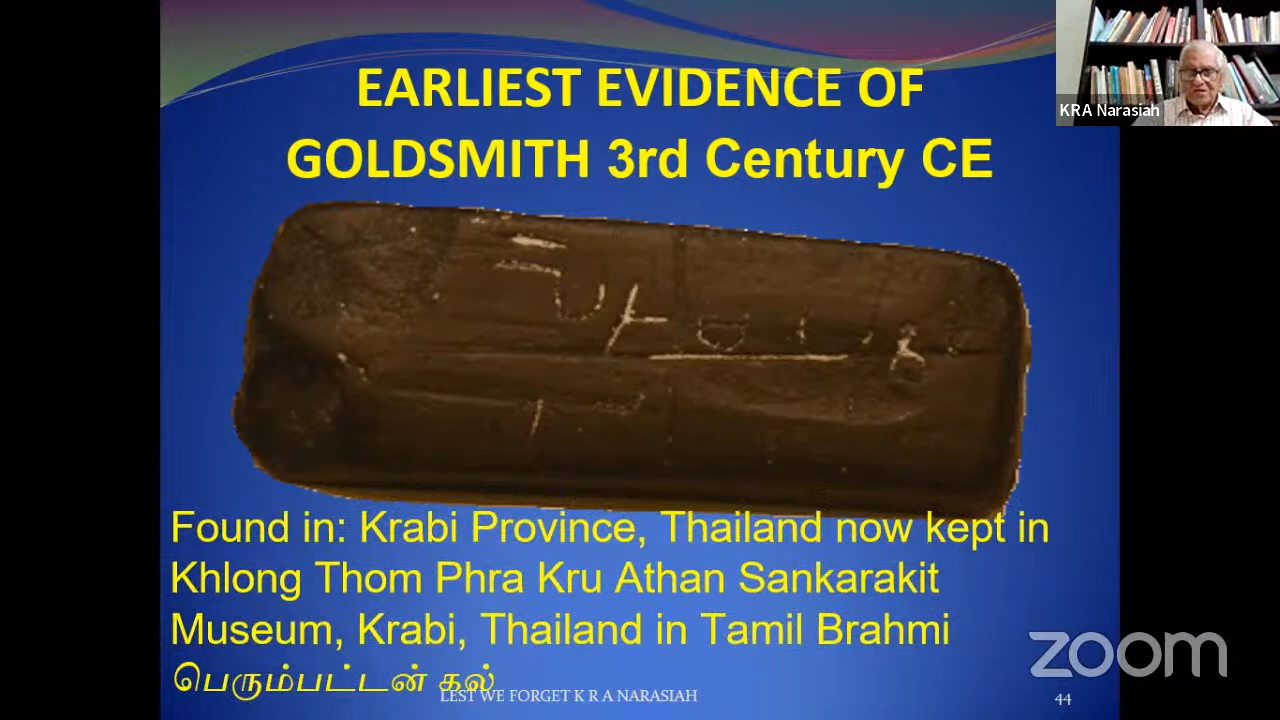 KRA Narasiah
EARLIEST EVIDENCE OF
GOLDSMITH 3rd Century CE
Found in: Krabi Province, Thailand now kept in
Khlong Thom Phra Kru Athan Sankarakit
Museum, Krabi, Thailand in Tamil Brahmi
பெரும்பட்டன் கல்
LEST WE FORGET K R A NARASIAH
44
zoom